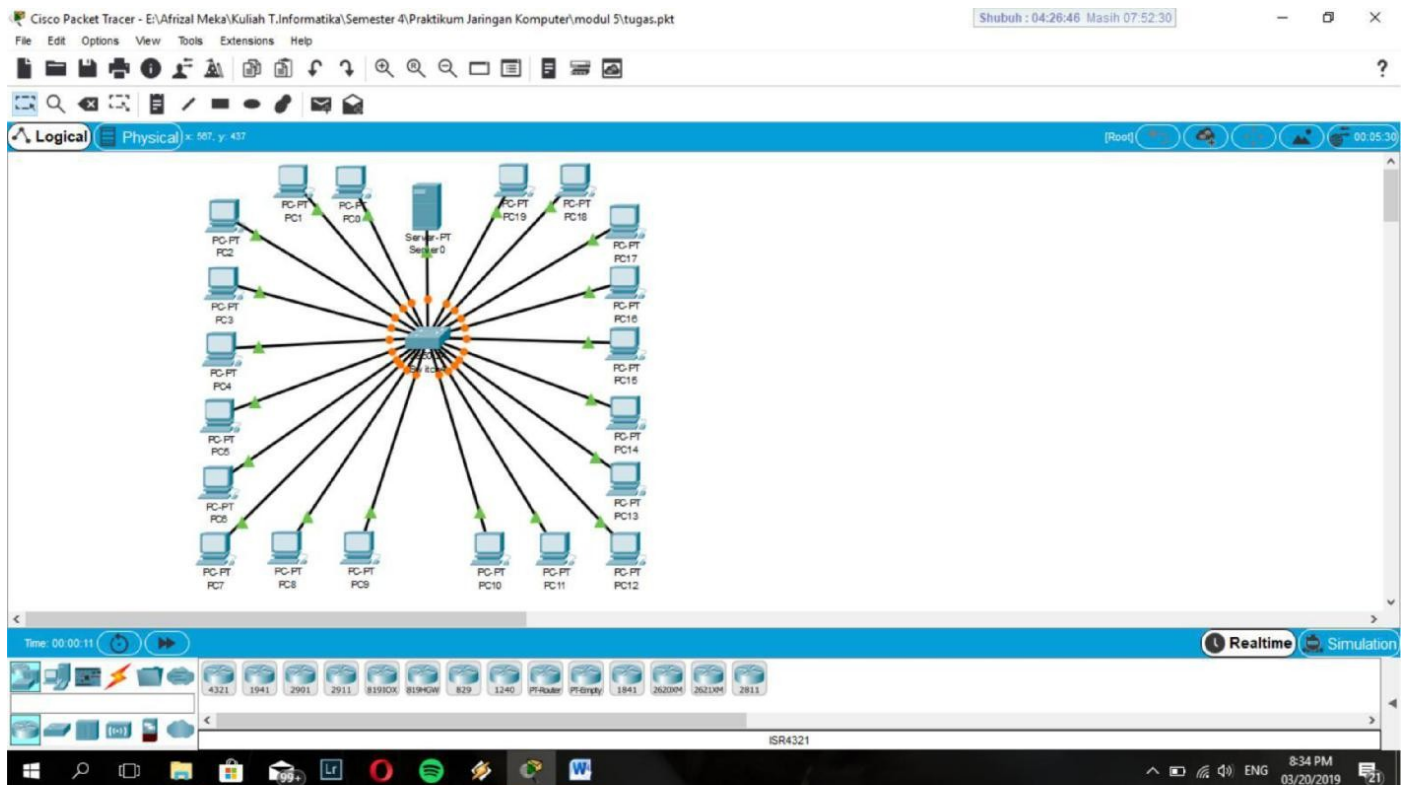 Cisco Packet Tracer - E:\Afrizal Meka\Kuliah T.Informatika\Semester 4\Praktikum Jaringan Komputer\modul 5\tugas.pkt
Shubuh : 04:26:46 Masih 07:52:30
File Edit Options View Tools Extensions Help
?
Logical Physical x: 567, y: 437
[Root]
00:05:30
PC-PT
PC1
PC-PT
PC0
Server-PT
Server0
PC-PT
PC19
PC-PT
PC18
PC-PT
PC2
PC-PT
PC17
PC-PT
PC3
PC-PT
PC16
PC-PT
PC4
PC-PT
PC15
PC-PT
PC-PT
PC14
PC-PT
PC-PT
PC13
PC-PT
PC7
PC-PT
PC8
PC-PT
PC9
PC-PT
PC10
PC-PT
PC11
PC-PT
PC12
Time: 00:00:11
Realtime Simulation
4321 1941 2901 2911 819IOX 819HGW 829 1240 PT-Router PT-Empty 1841 2620XM 2621XM 2811
ISR4321
99+
Lr
W
ENG
8:34 PM
03/20/2019
21